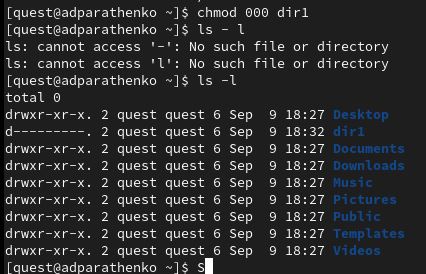 [quest@adparathenko ~]$ chmod 000 dir1
[quest@adparathenko ~]$ ls - l
ls: cannot access '-': No such file or directory
ls: cannot access 'l': No such file or directory
[quest@adparathenko ~]$ ls -l
total 0
drwxr-xr-x. 2 quest quest 6 Sep  9 18:27 Desktop
d---------. 2 quest quest 6 Sep  9 18:32 dir1
drwxr-xr-x. 2 quest quest 6 Sep  9 18:27 Documents
drwxr-xr-x. 2 quest quest 6 Sep  9 18:27 Downloads
drwxr-xr-x. 2 quest quest 6 Sep  9 18:27 Music
drwxr-xr-x. 2 quest quest 6 Sep  9 18:27 Pictures
drwxr-xr-x. 2 quest quest 6 Sep  9 18:27 Public
drwxr-xr-x. 2 quest quest 6 Sep  9 18:27 Templates
drwxr-xr-x. 2 quest quest 6 Sep  9 18:27 Videos
[quest@adparathenko ~]$ S